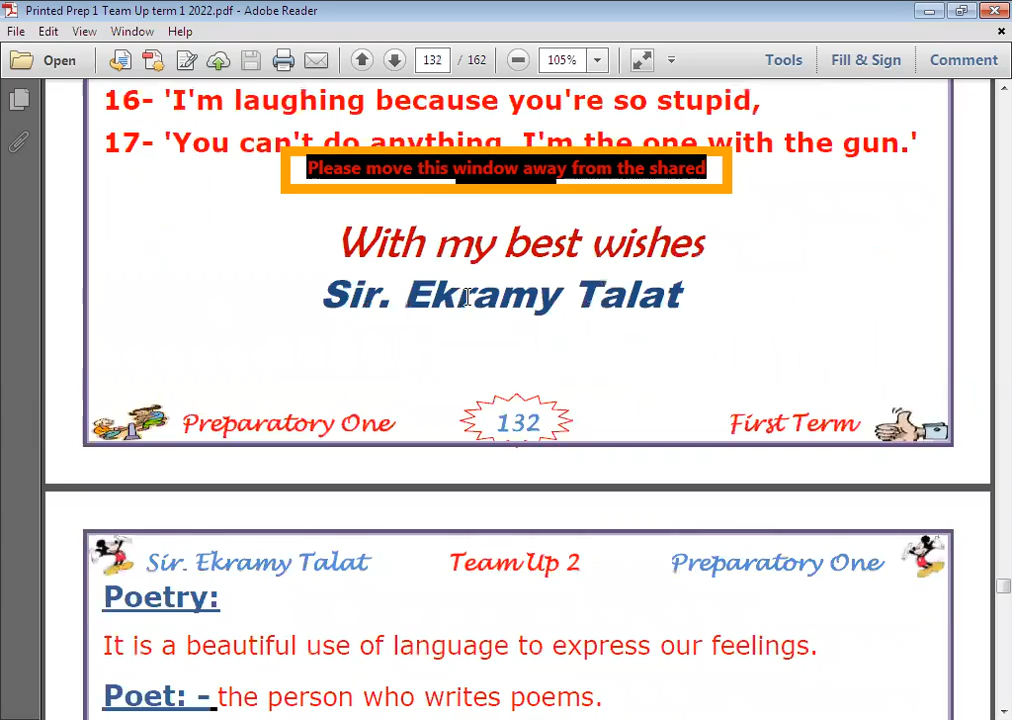 Printed Prep 1 Team Up term 1 2022.pdf - Adobe Reader
File Edit View Window Help
Open 132 / 162 105% Tools Fill & Sign Comment
16- 'I'm laughing because you're so stupid,
17- 'You can't do anything. I'm the one with the gun.'
Please move this window away from the shared
With my best wishes
Sir. Ekramy Talat
Preparatory One 132 First Term
Sir. Ekramy Talat Team Up 2 Preparatory One
Poetry:
It is a beautiful use of language to express our feelings.
Poet: - the person who writes poems.